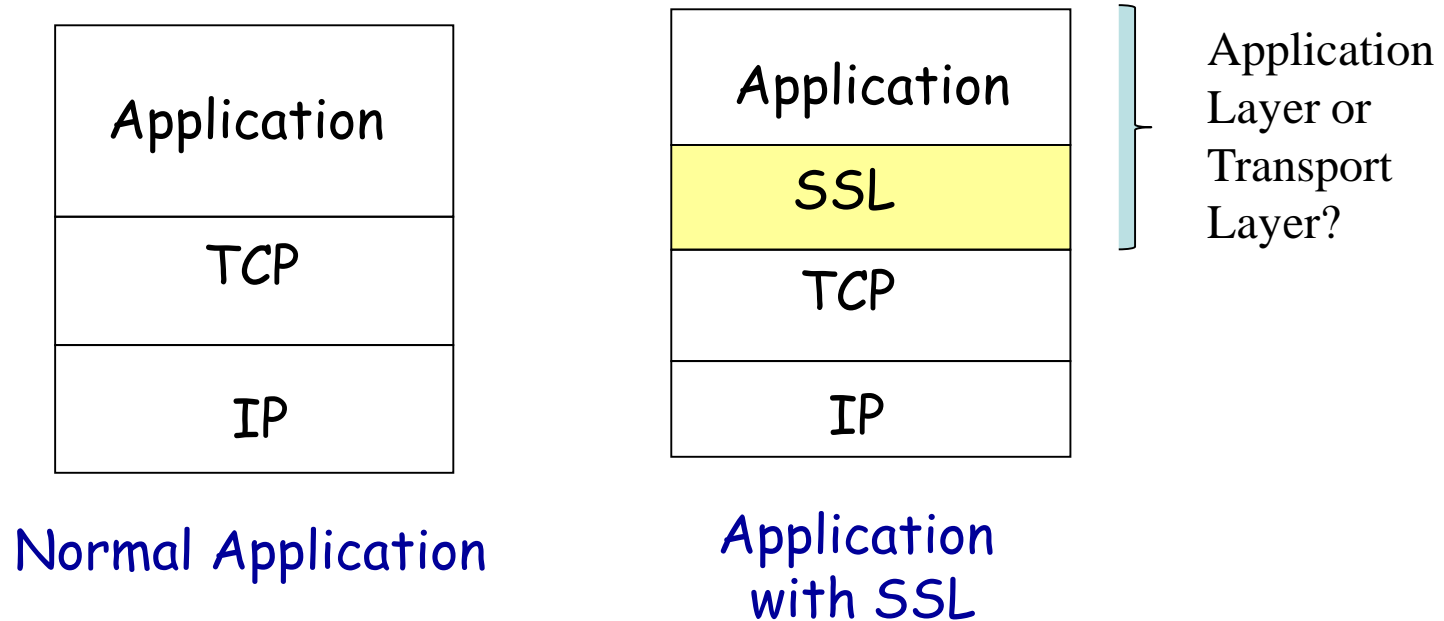 Application
TCP
IP
Normal Application
Application
SSL
TCP
IP
Application
with SSL
Application
Layer or
Transport
Layer?